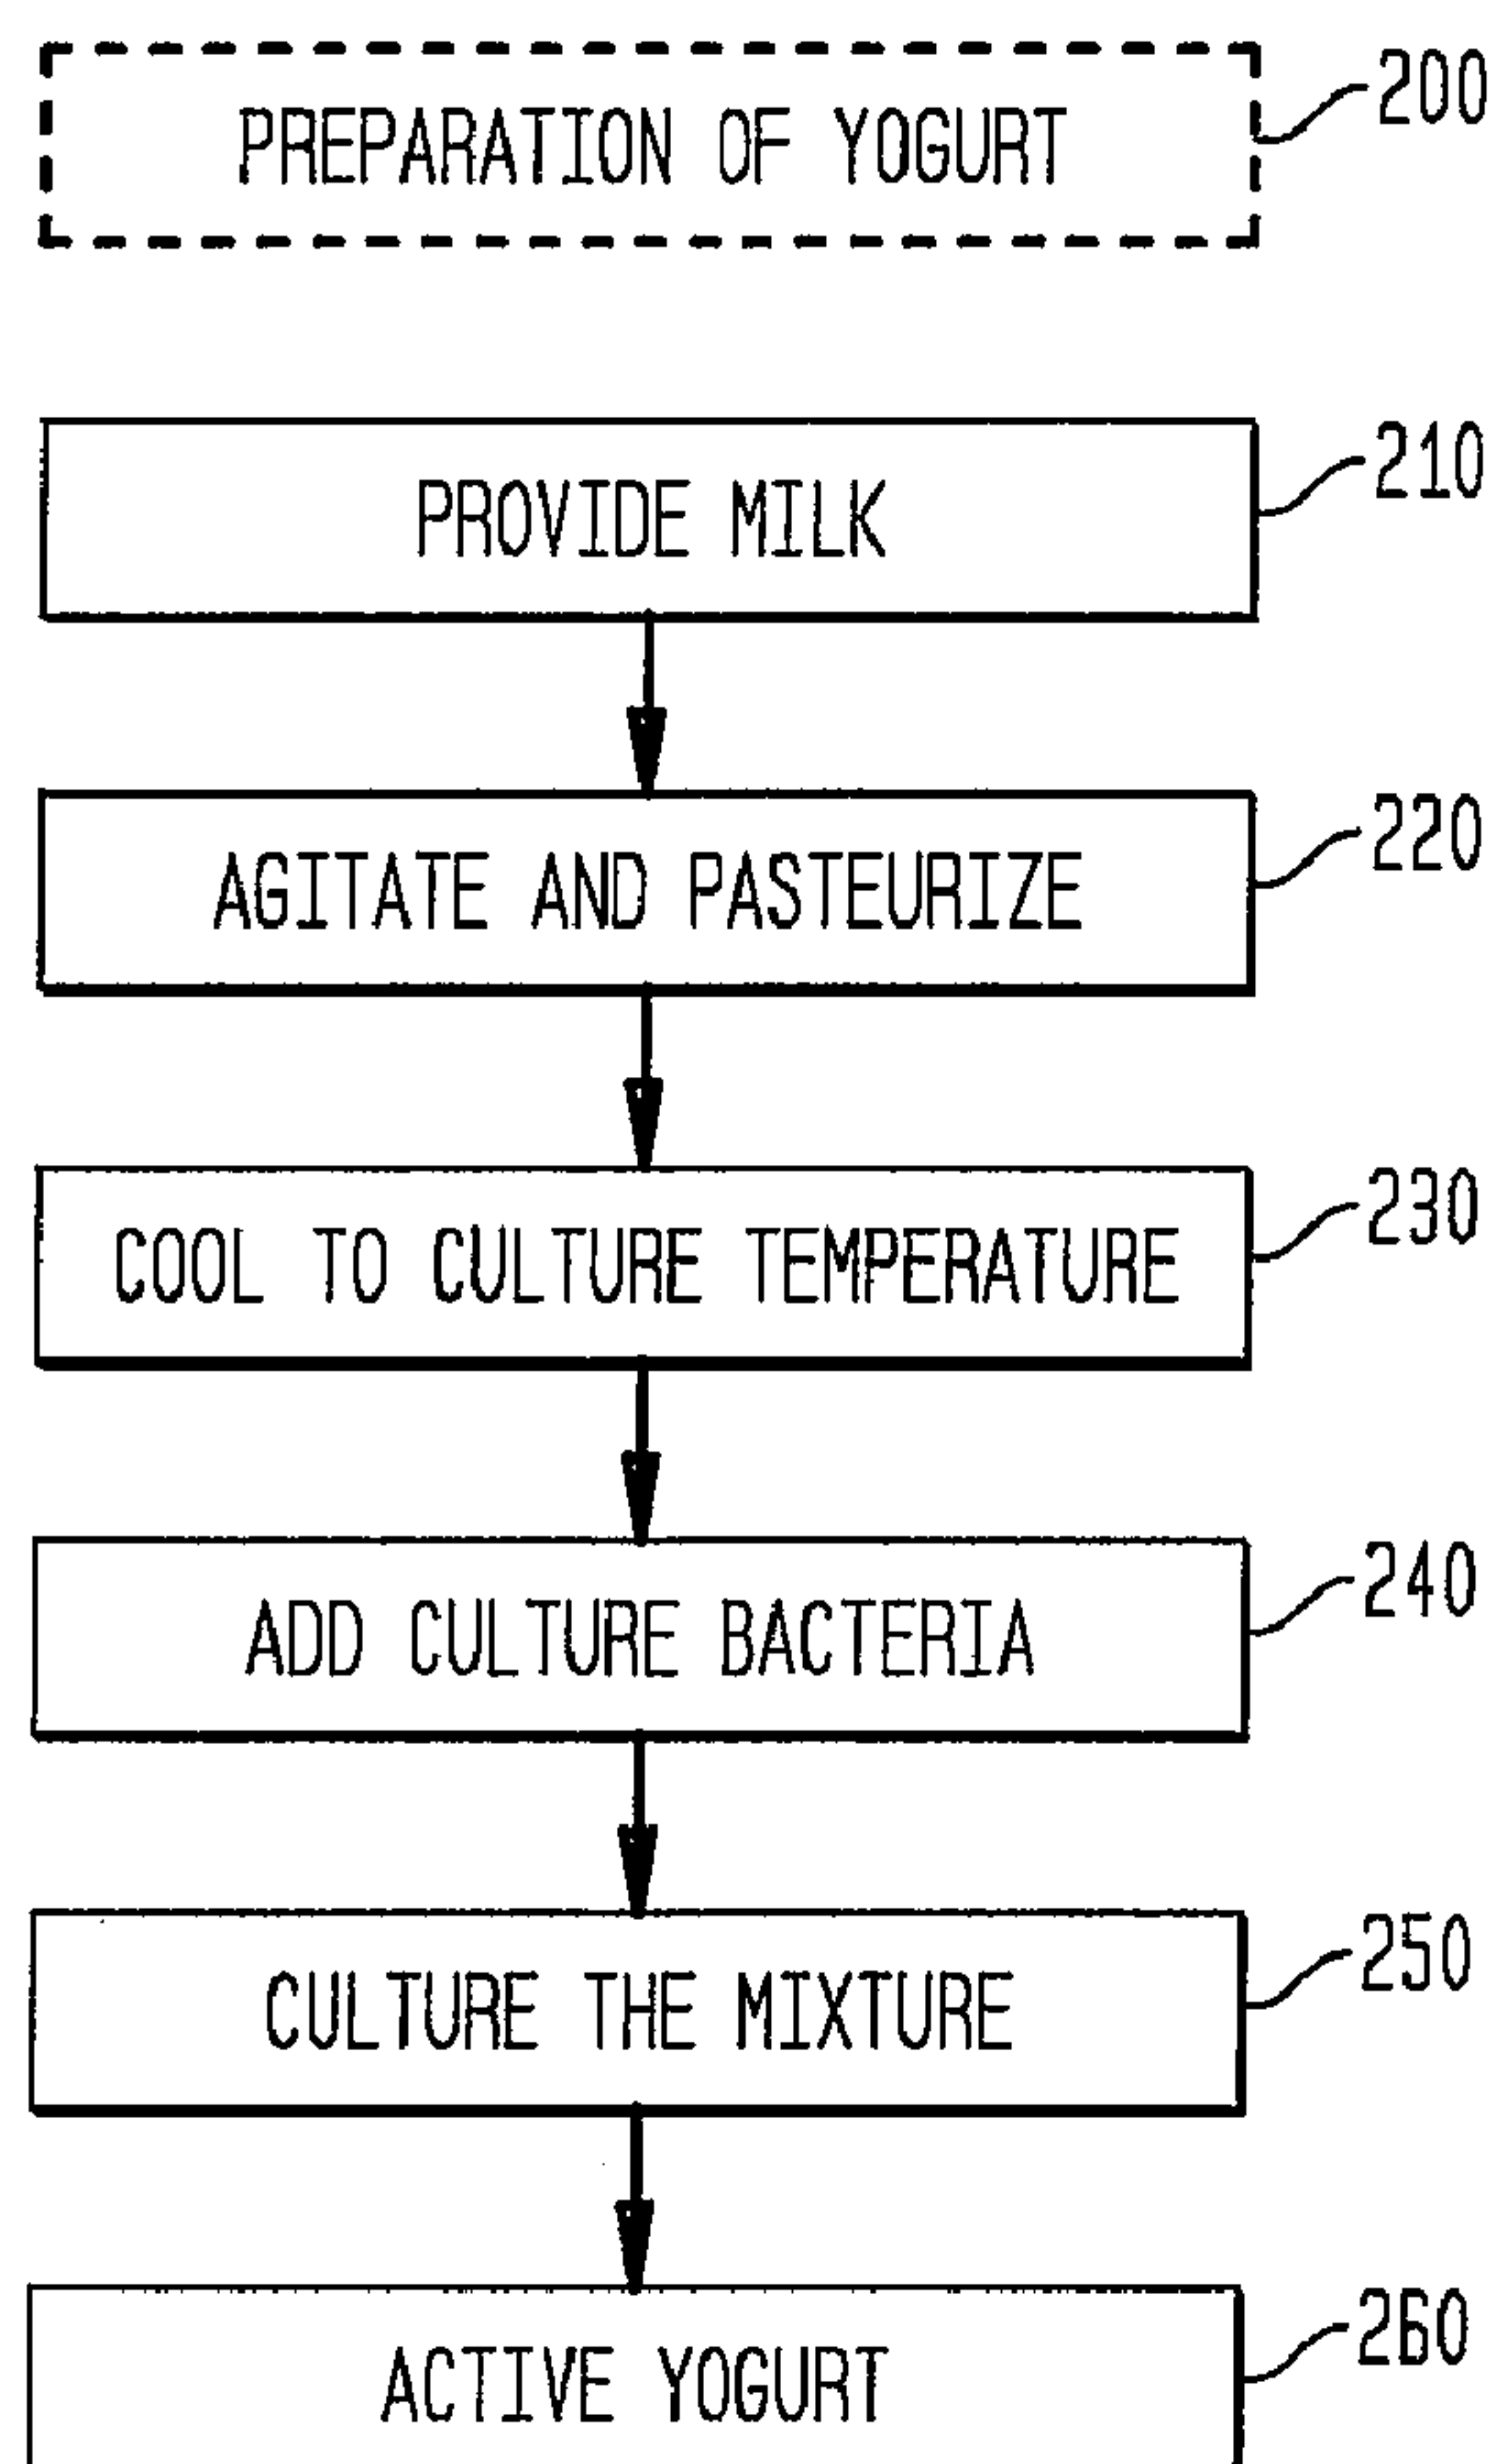 PREPARATION OF YOGURT 200
PROVIDE MILK 210
AGITATE AND PASTEURIZE 220
COOL TO CULTURE TEMPERATURE 230
ADD CULTURE BACTERIA 240
CULTURE THE MIXTURE 250
ACTIVE YOGURT 260